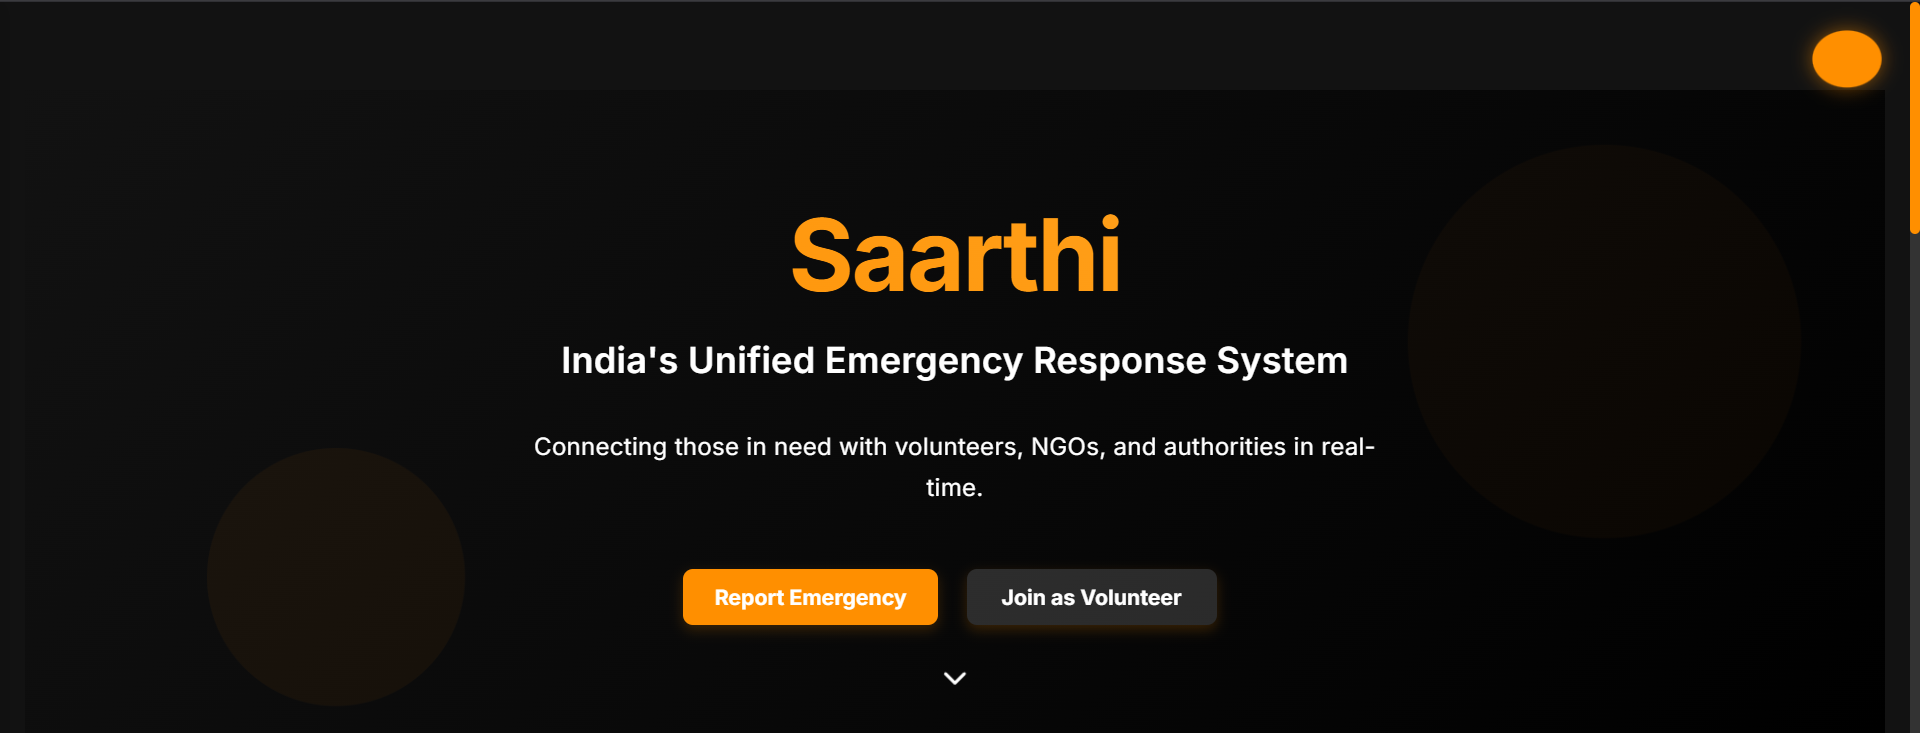 Saarthi
India's Unified Emergency Response System
Connecting those in need with volunteers, NGOs, and authorities in real-
time.
Report Emergency
Join as Volunteer